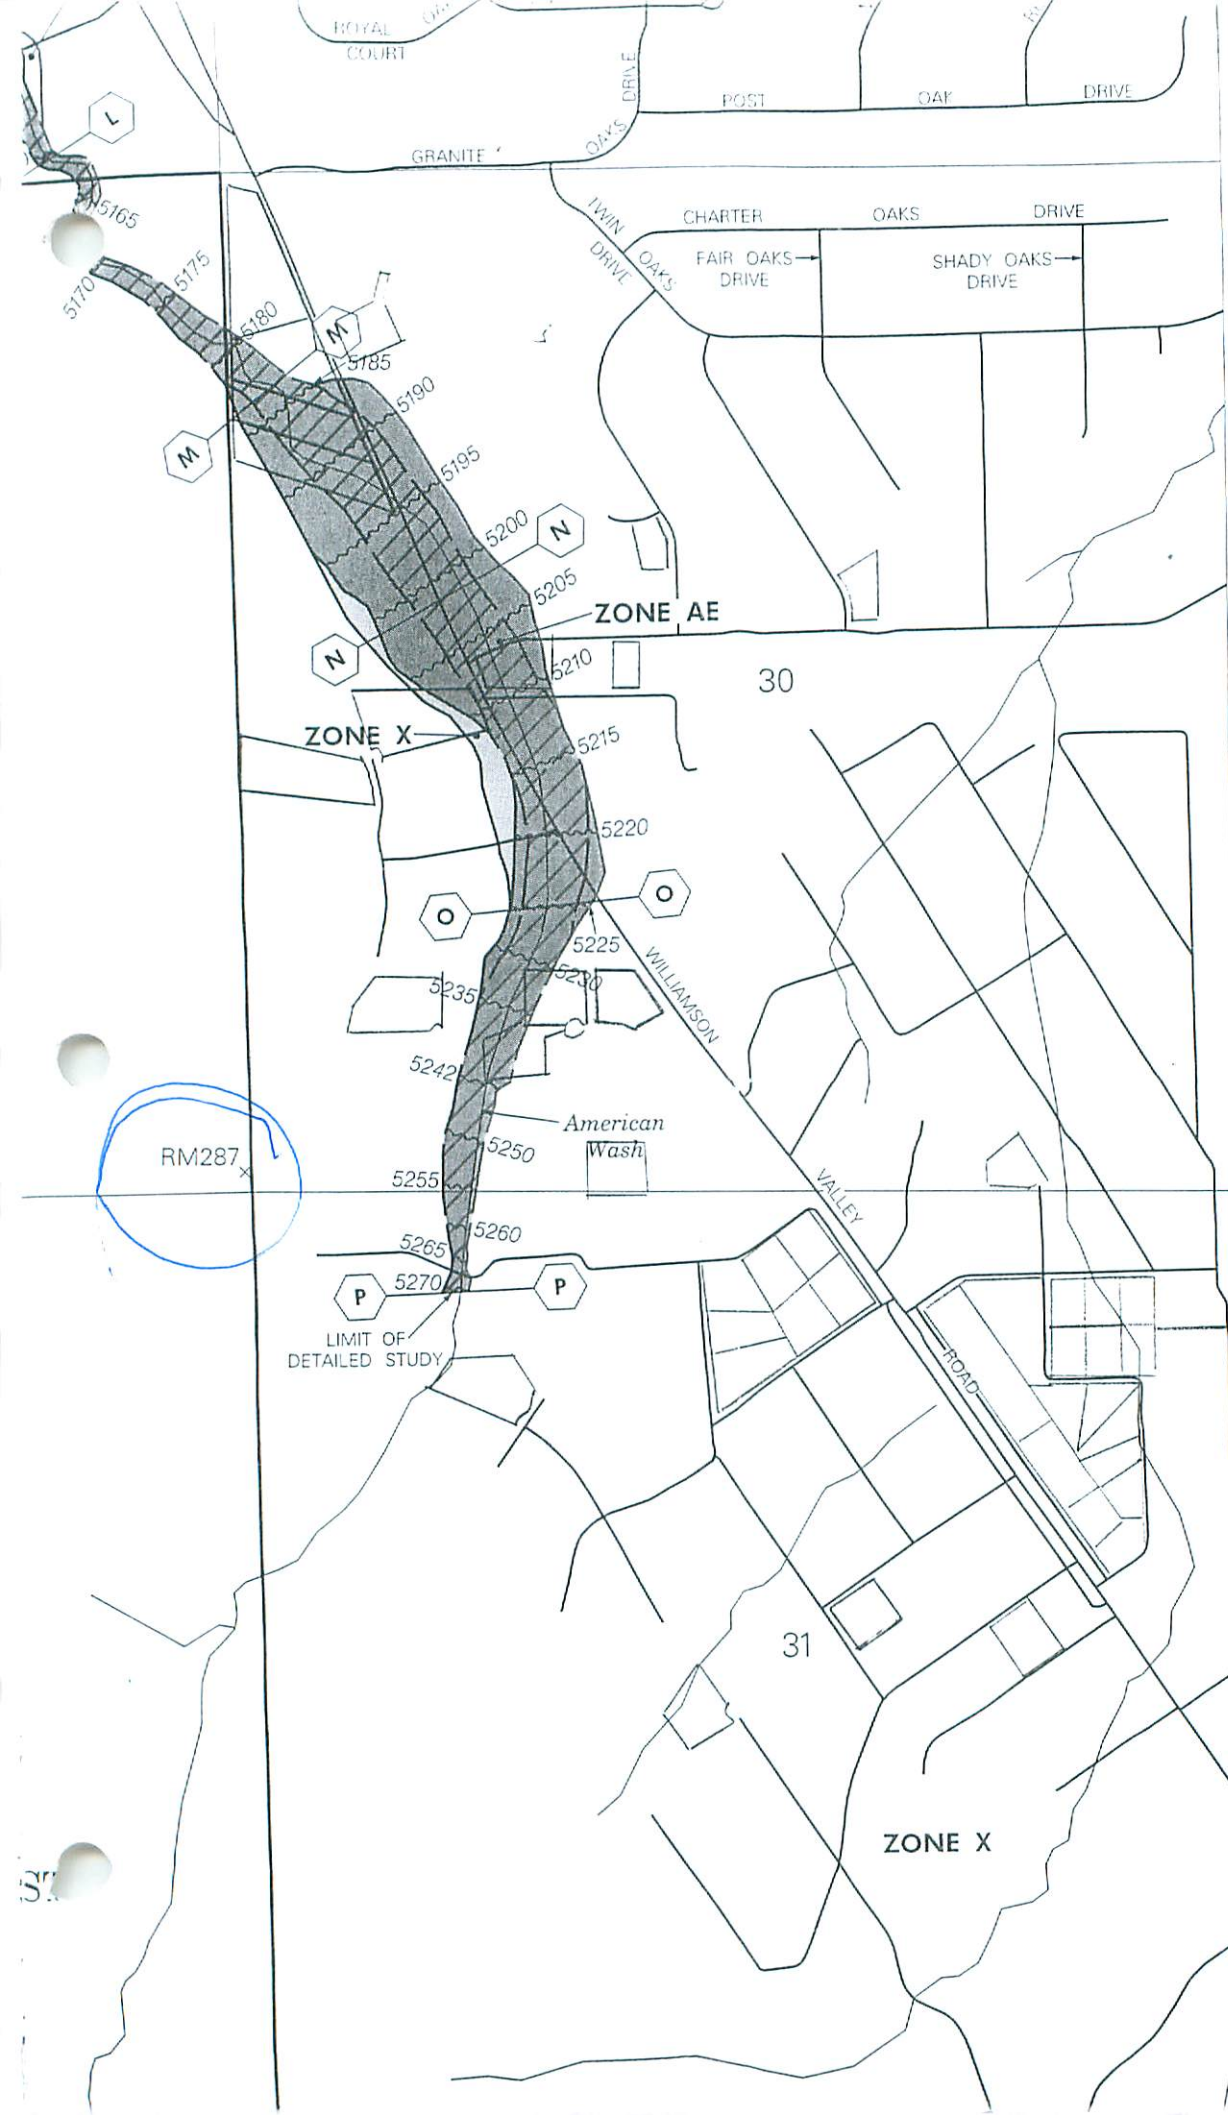 ROYAL
COURT
DRIVE
OAKS
POST OAK DRIVE
L
GRANITE
5165
TWIN OAKS
DRIVE
CHARTER OAKS DRIVE
FAIR OAKS
DRIVE
SHADY OAKS
DRIVE
5170
5175
5180
M
5185
5190
M
5195
5200
N
5205
ZONE AE
N
5210
30
ZONE X
5215
5220
O
O
5225
5230
5235
WILLIAMSON
5242
American
Wash
RM287
5250
5255
VALLEY
5260
5265
5270
P
P
LIMIT OF
DETAILED STUDY
ROAD
31
ZONE X